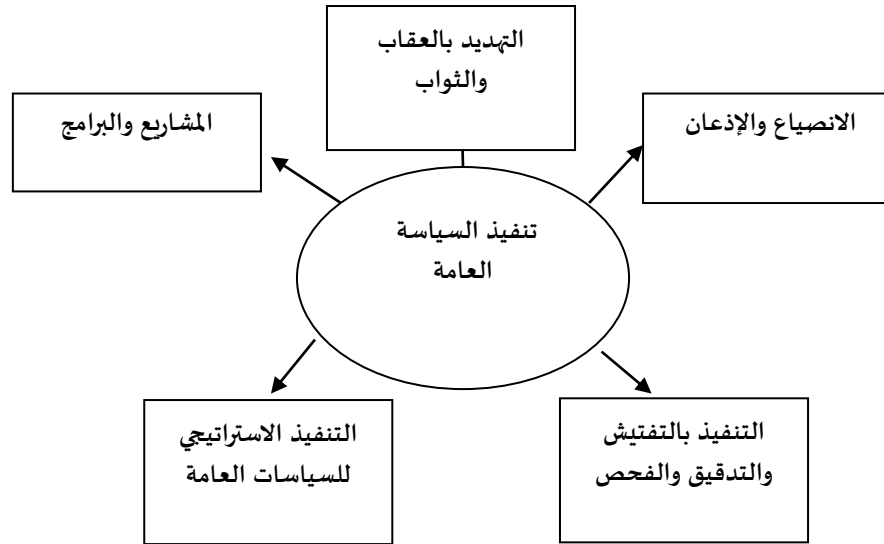 التهديد بالعقاب
والثواب
الانصياع والإذعان
المشاريع والبرامج
تنفيذ السياسة
العامة
التنفيذ بالتفتيش
والتدقيق والفحص
التنفيذ الاستراتيجي
للسياسات العامة